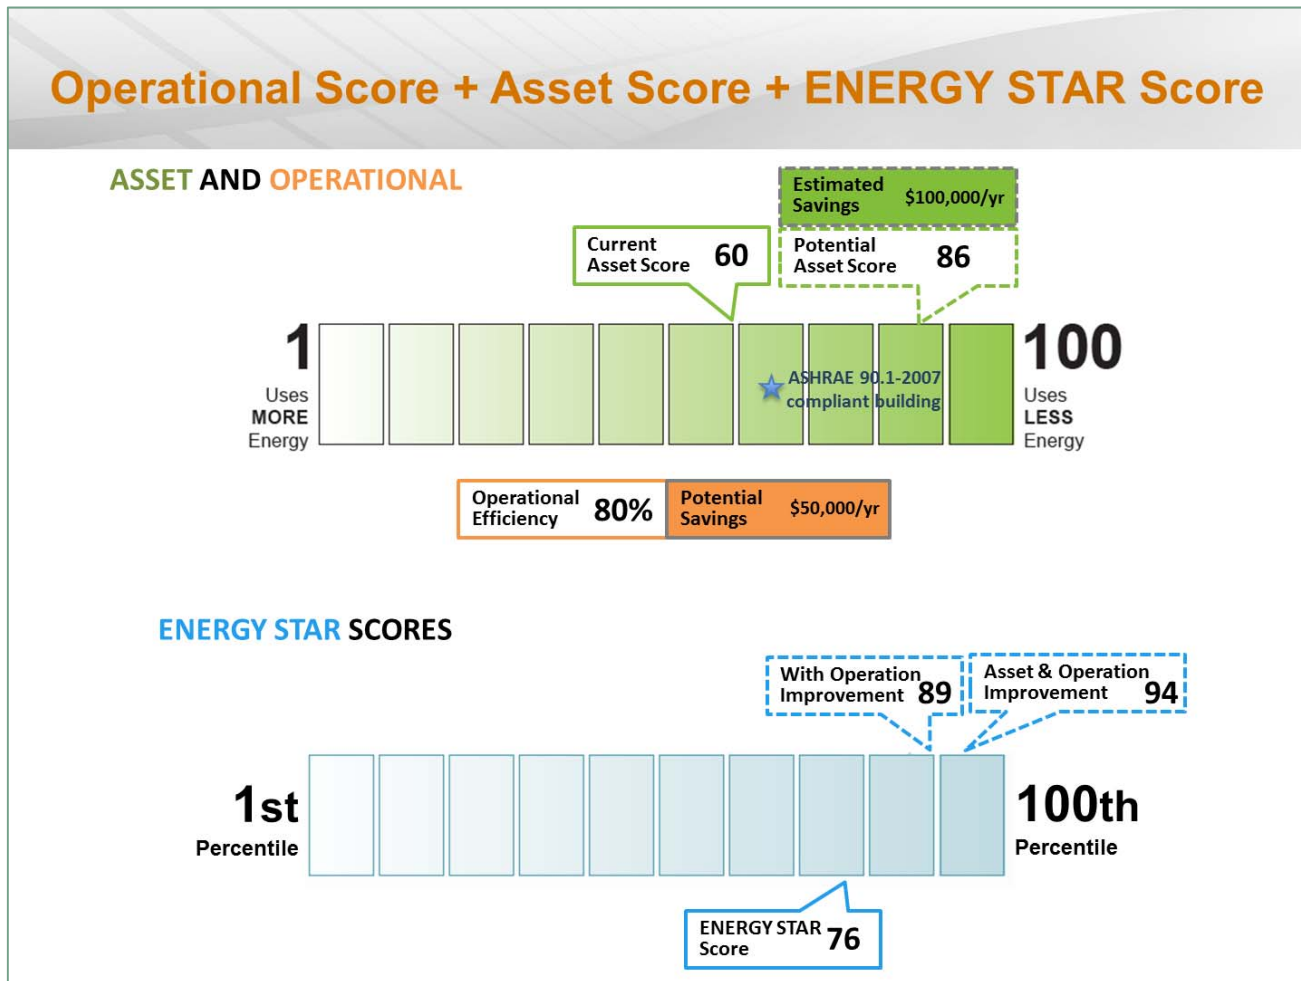 Operational Score + Asset Score + ENERGY STAR Score
ASSET AND OPERATIONAL
Estimated
Savings
$100,000/yr
Current
Asset Score
60
Potential
Asset Score
86
1
Uses
MORE
Energy
ASHRAE 90.1-2007
compliant building
100
Uses
LESS
Energy
Operational
Efficiency
80%
Potential
Savings
$50,000/yr
ENERGY STAR SCORES
With Operation
Improvement
89
Asset & Operation
Improvement
94
1st
Percentile
100th
Percentile
ENERGY STAR
Score
76